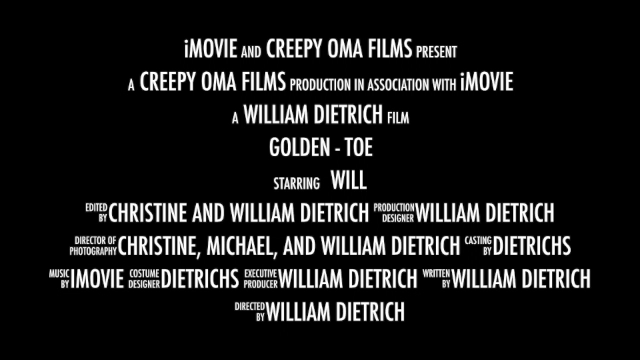 iMOVIE AND CREEPY OMA FILMS PRESENT
A CREEPY OMA FILMS PRODUCTION IN ASSOCIATION WITH iMOVIE
A WILLIAM DIETRICH FILM
GOLDEN - TOE
STARRING WILL
EDITED BY CHRISTINE AND WILLIAM DIETRICH PRODUCTION DESIGNER WILLIAM DIETRICH
DIRECTOR OF PHOTOGRAPHY CHRISTINE, MICHAEL, AND WILLIAM DIETRICH CASTING BY DIETRICHS
MUSIC BY IMOVIE COSTUME DESIGNER DIETRICHS EXECUTIVE PRODUCER WILLIAM DIETRICH WRITTEN BY WILLIAM DIETRICH
DIRECTED BY WILLIAM DIETRICH